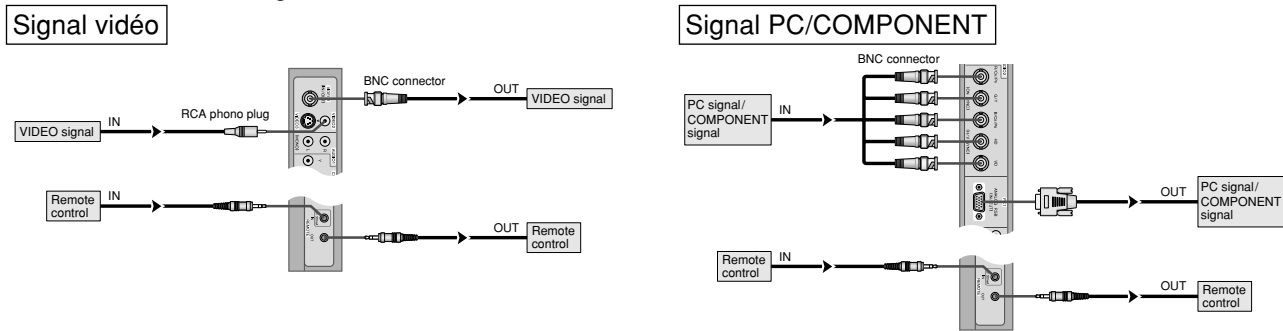 Signal vidéo
BNC connector
OUT
VIDEO signal
RCA phono plug
IN
VIDEO signal
Remote
control
IN
OUT
Remote
control
Signal PC/COMPONENT
BNC connector
PC signal/
COMPONENT
signal
IN
OUT
PC signal/
COMPONENT
signal
Remote
control
IN
OUT
Remote
control